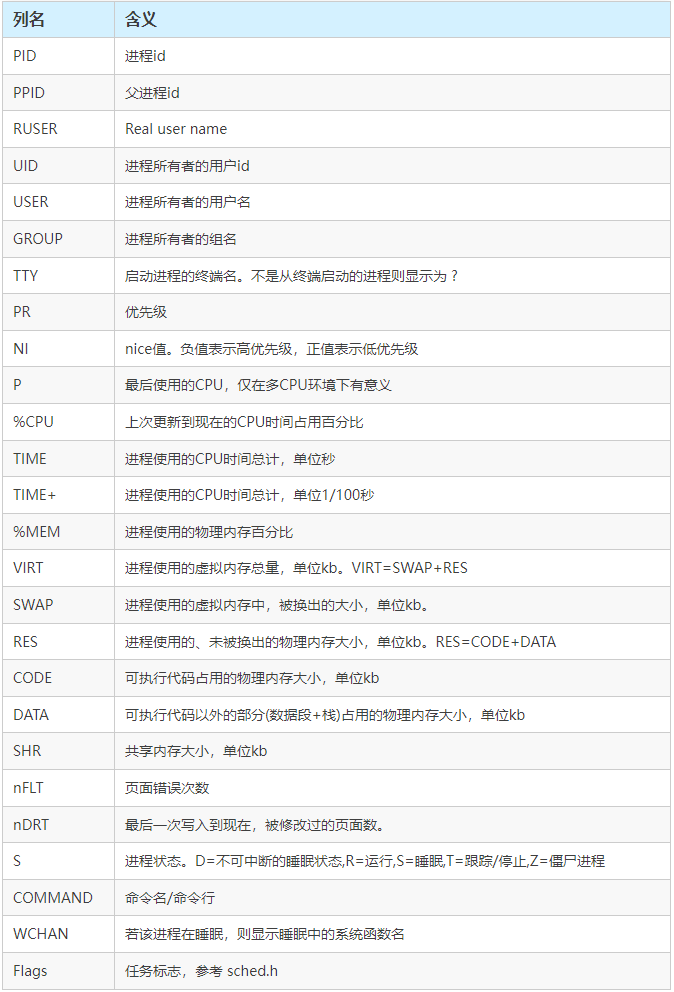 列名 含义
PID 进程id
PPID 父进程id
RUSER Real user name
UID 进程所有者的用户id
USER 进程所有者的用户名
GROUP 进程所有者的组名
TTY 启动进程的终端名。不是从终端启动的进程则显示为 ?
PR 优先级
NI nice值。负值表示高优先级，正值表示低优先级
P 最后使用的CPU，仅在多CPU环境下有意义
%CPU 上次更新到现在的CPU时间占用百分比
TIME 进程使用的CPU时间总计，单位秒
TIME+ 进程使用的CPU时间总计，单位1/100秒
%MEM 进程使用的物理内存百分比
VIRT 进程使用的虚拟内存总量，单位kb。VIRT=SWAP+RES
SWAP 进程使用的虚拟内存中，被换出的大小，单位kb。
RES 进程使用的、未被换出的物理内存大小，单位kb。RES=CODE+DATA
CODE 可执行代码占用的物理内存大小，单位kb
DATA 可执行代码以外的部分(数据段+栈)占用的物理内存大小，单位kb
SHR 共享内存大小，单位kb
nFLT 页面错误次数
nDRT 最后一次写入到现在，被修改过的页面数。
S 进程状态。D=不可中断的睡眠状态,R=运行,S=睡眠,T=跟踪/停止,Z=僵尸进程
COMMAND 命令名/命令行
WCHAN 若该进程在睡眠，则显示睡眠中的系统函数名
Flags 任务标志，参考 sched.h